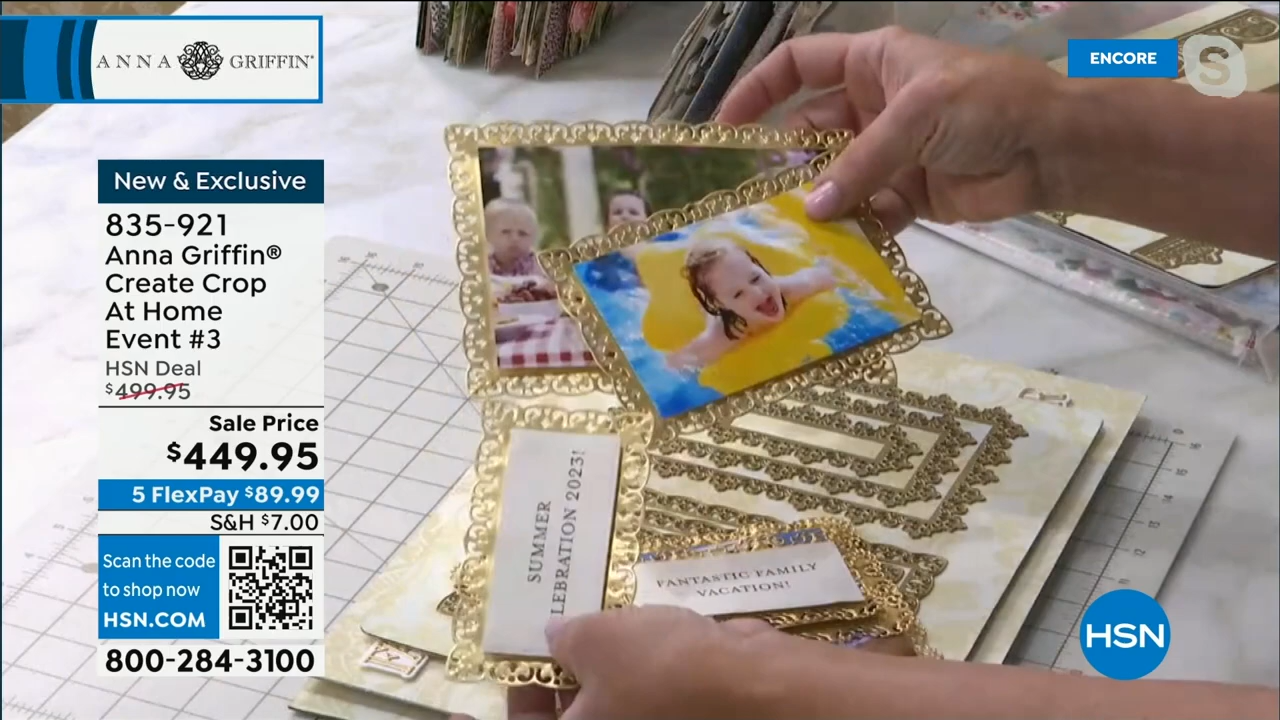 ANNA GRIFFIN®
ENCORE
S
New & Exclusive
835-921
Anna Griffin®
Create Crop
At Home
Event #3
HSN Deal
$499.95
Sale Price
$449.95
5 FlexPay $89.99
S&H $7.00
Scan the code
to shop now
HSN.COM
800-284-3100
SUMMER
LEBRATION 2023!
FANTASTIC FAMILY
VACATION!
HSN